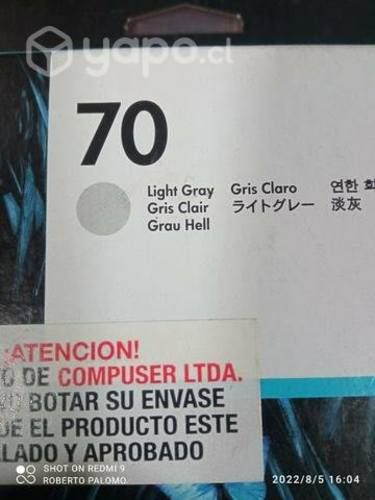 yapo.cl
70
Light Gray Gris Claro 연한
Gris Clair ライトグレー 淡灰
Grau Hell
¡ATENCION!
O DE COMPUSER LTDA.
NO BOTAR SU ENVASE
DE EL PRODUCTO ESTE
LADO Y APROBADO
SHOT ON REDMI 9
ROBERTO PALOMO
2022/8/5 16:04